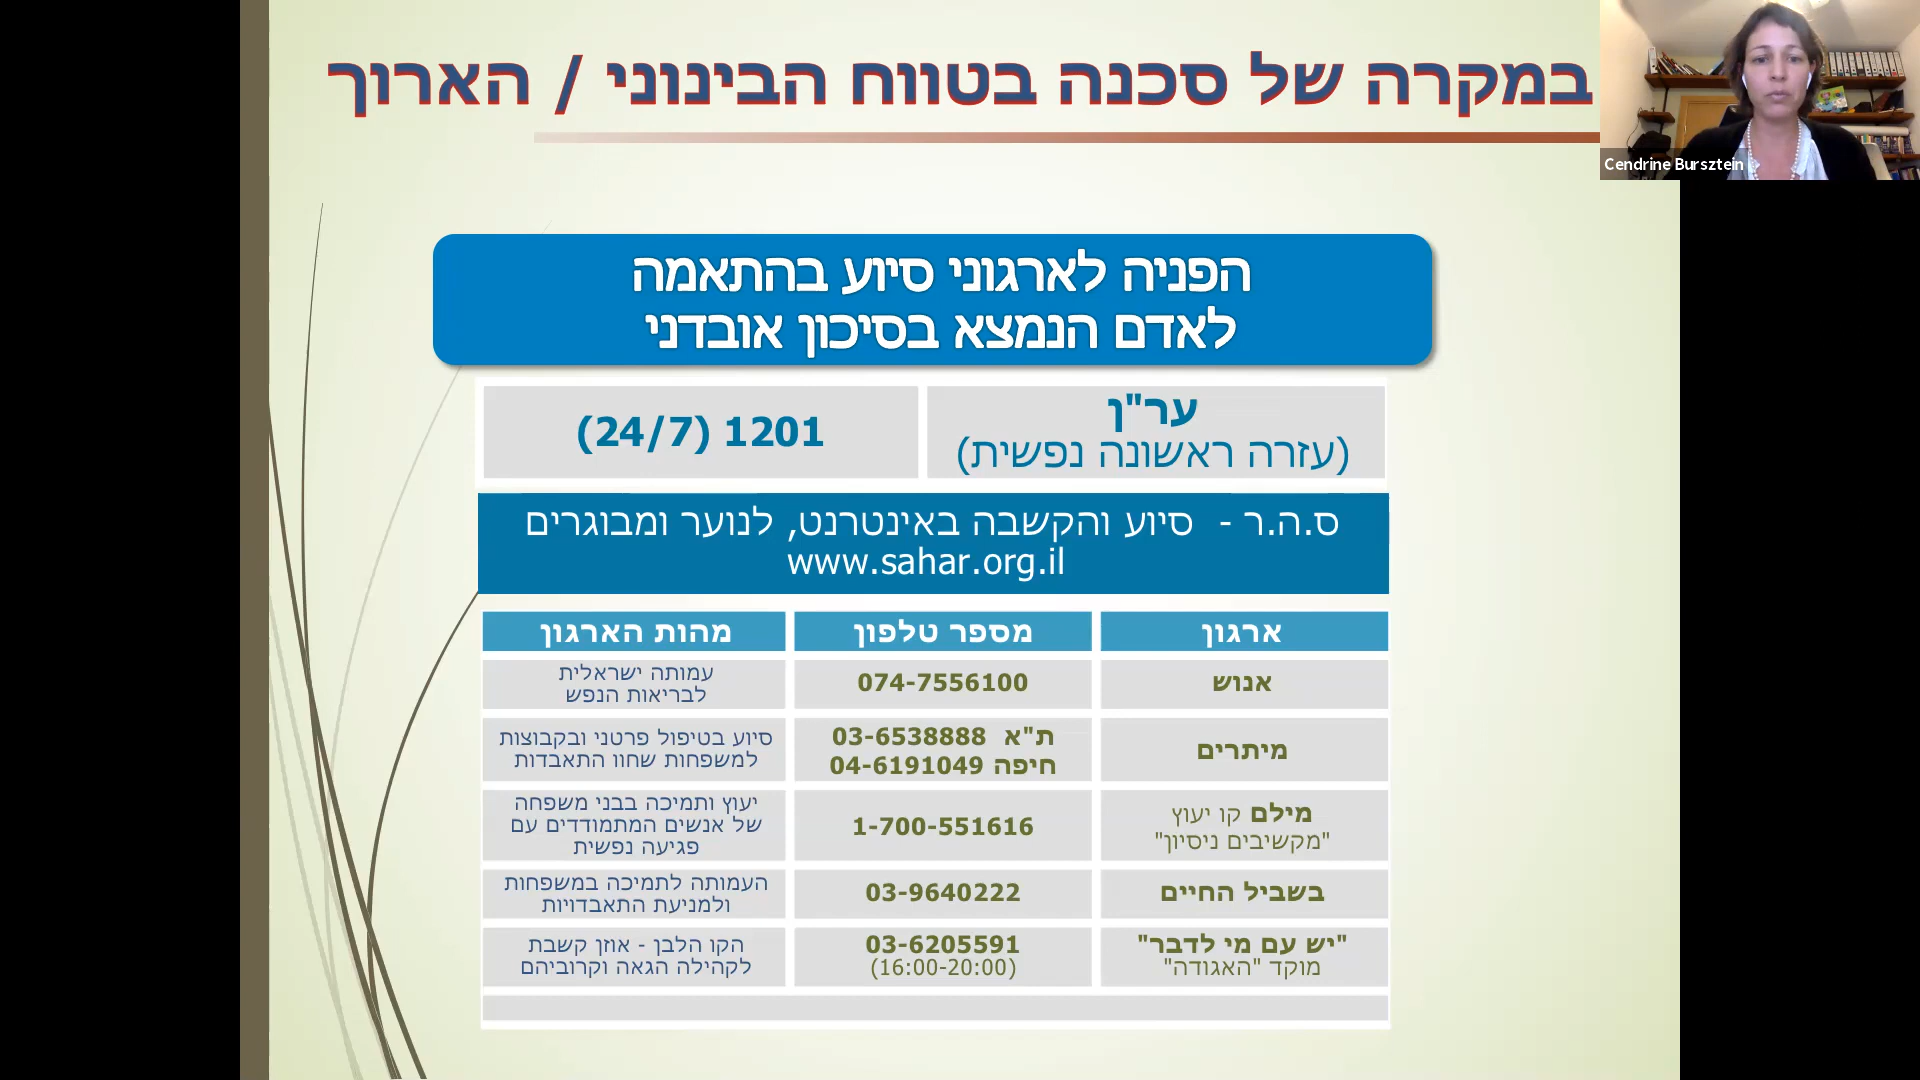 במקרה של סכנה בטווח הבינוני / הארוך
Cendrine Bursztein
הפניה לארגוני סיוע בהתאמה
לאדם הנמצא בסיכון אובדני
ער"ן
(עזרה ראשונה נפשית)
1201 (24/7)
ס.ה.ר - סיוע והקשבה באינטרנט, לנוער ומבוגרים
www.sahar.org.il
ארגון
מספר טלפון
מהות הארגון
אנוש
074-7556100
עמותה ישראלית
לבריאות הנפש
מיתרים
ת"א 03-6538888
חיפה 04-6191049
סיוע בטיפול פרטני ובקבוצות
למשפחות שחוו התאבדות
מילם קו יעוץ
"מקשיבים ניסיון"
1-700-551616
יעוץ ותמיכה בבני משפחה
של אנשים המתמודדים עם
פגיעה נפשית
בשביל החיים
03-9640222
העמותה לתמיכה במשפחות
ולמניעת התאבדויות
"יש עם מי לדבר"
מוקד "האגודה"
03-6205591
(16:00-20:00)
הקו הלבן - אוזן קשבת
לקהילה הגאה וקרוביהם